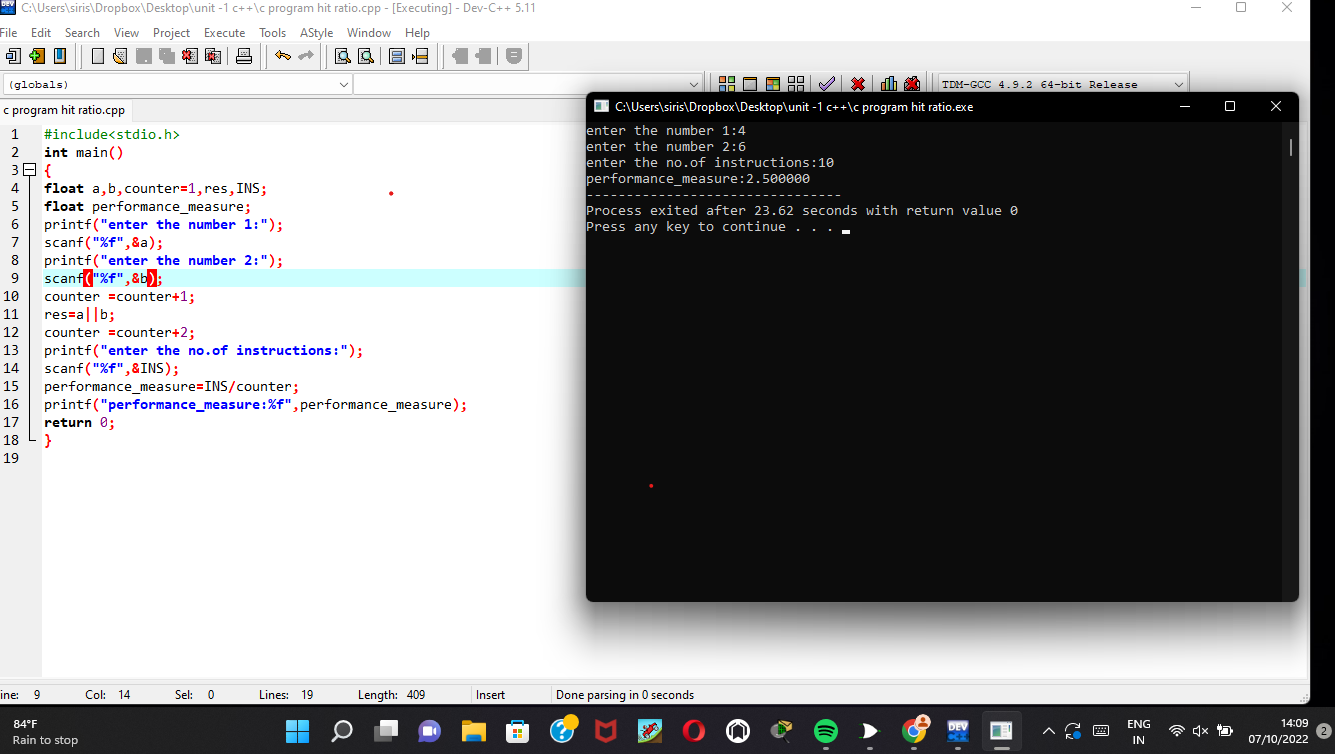 C:\Users\siris\Dropbox\Desktop\unit -1 c++\c program hit ratio.cpp - [Executing] - Dev-C++ 5.11
File Edit Search View Project Execute Tools AStyle Window Help
(globals)
TDM-GCC 4.9.2 64-bit Release
c program hit ratio.cpp
1 #include<stdio.h>
2 int main()
3 {
4 float a,b,counter=1,res,INS;
5 float performance_measure;
6 printf("enter the number 1:");
7 scanf("%f",&a);
8 printf("enter the number 2:");
9 scanf("%f",&b);
10 counter =counter+1;
11 res=a||b;
12 counter =counter+2;
13 printf("enter the no.of instructions:");
14 scanf("%f",&INS);
15 performance_measure=INS/counter;
16 printf("performance_measure:%f",performance_measure);
17 return 0;
18 }
19
C:\Users\siris\Dropbox\Desktop\unit -1 c++\c program hit ratio.exe
enter the number 1:4
enter the number 2:6
enter the no.of instructions:10
performance_measure:2.500000
--------------------------------
Process exited after 23.62 seconds with return value 0
Press any key to continue . . .
ine: 9 Col: 14 Sel: 0 Lines: 19 Length: 409 Insert Done parsing in 0 seconds
84°F
Rain to stop
DEV
ENG
IN
14:09
07/10/2022
2